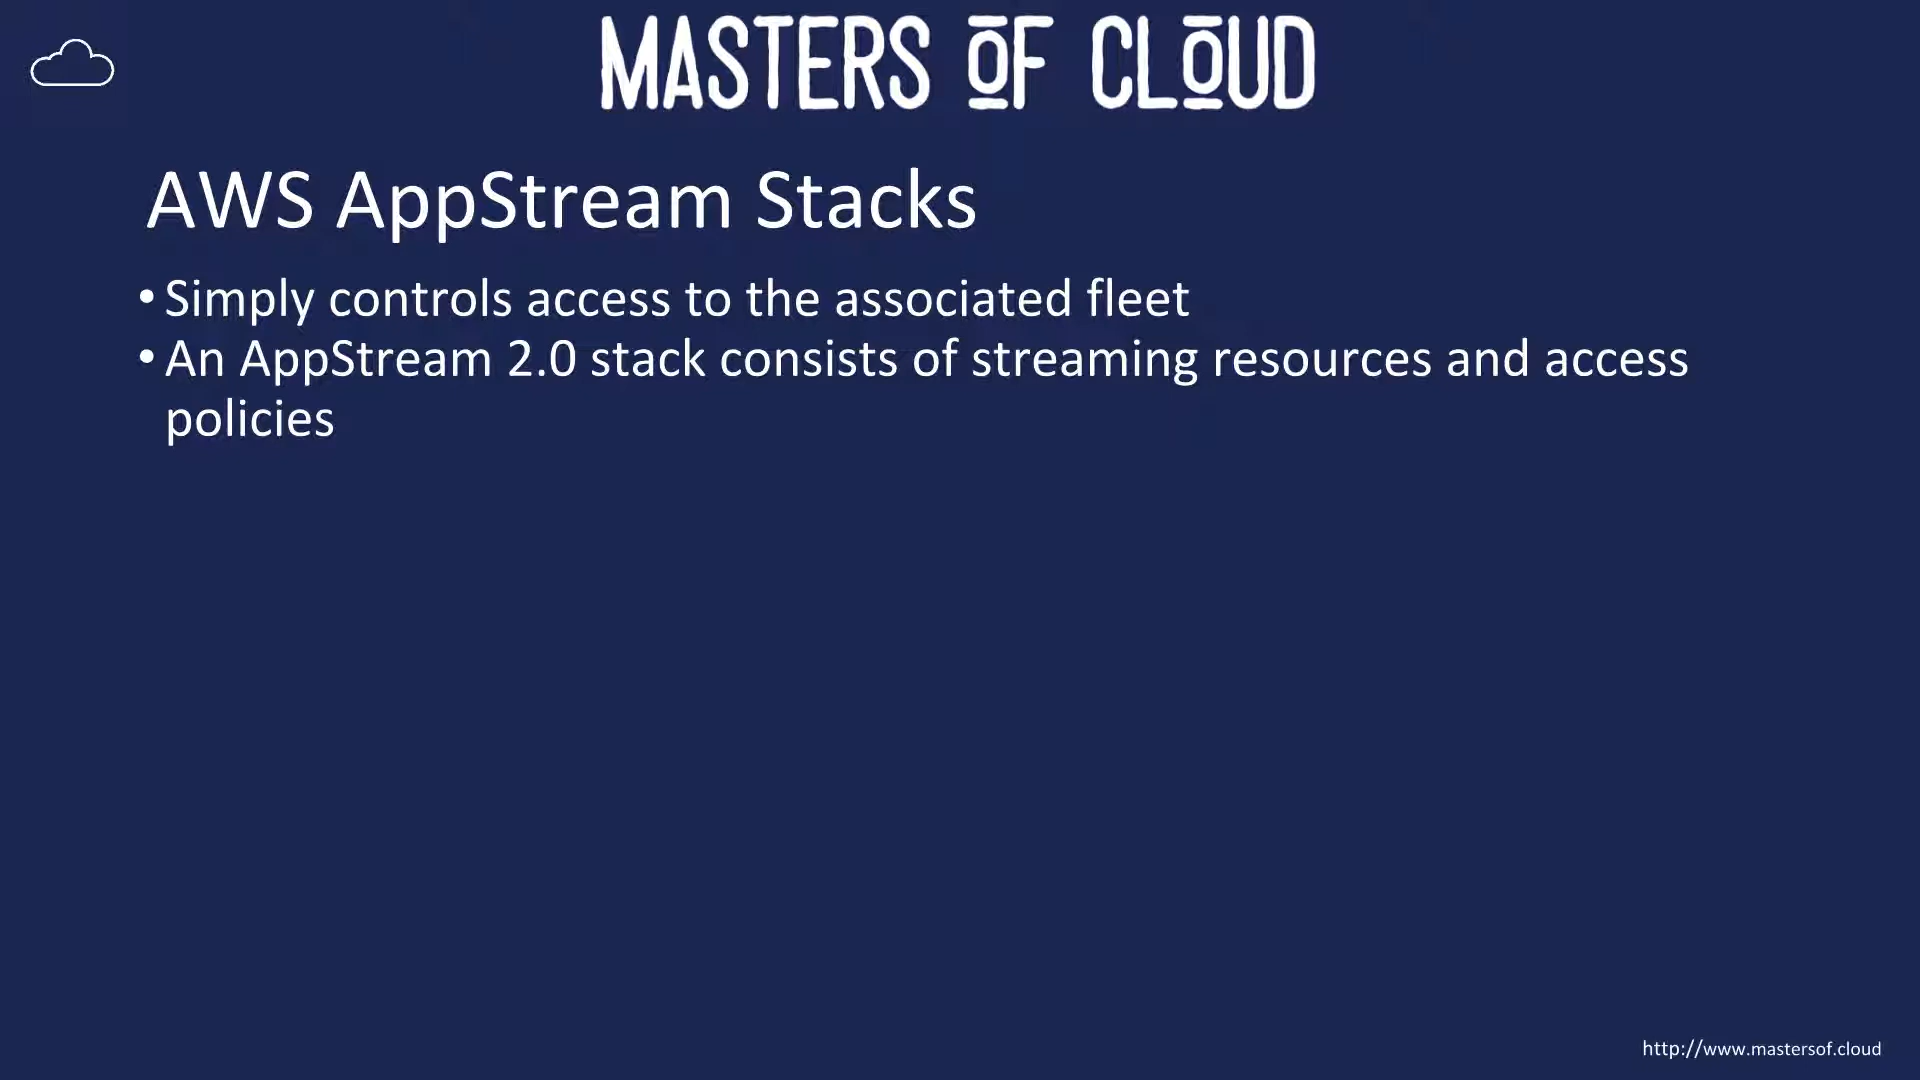 MASTERS OF CLOUD
AWS AppStream Stacks
• Simply controls access to the associated fleet
• An AppStream 2.0 stack consists of streaming resources and access
policies
http://www.mastersof.cloud